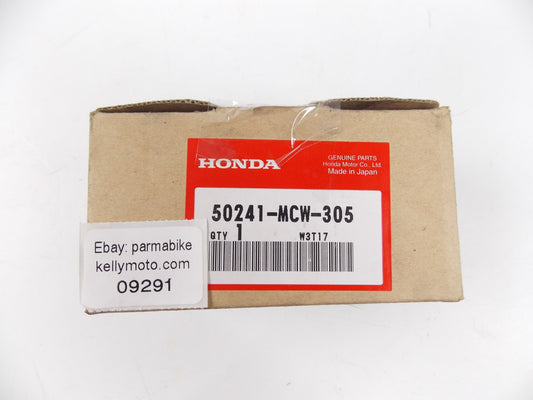 HONDA
GENUINE PARTS
Honda Motor Co., Ltd.
Made in Japan
50241-MCW-305
QTY 1 W3T17
Ebay: parmabike
kellymoto.com
09291